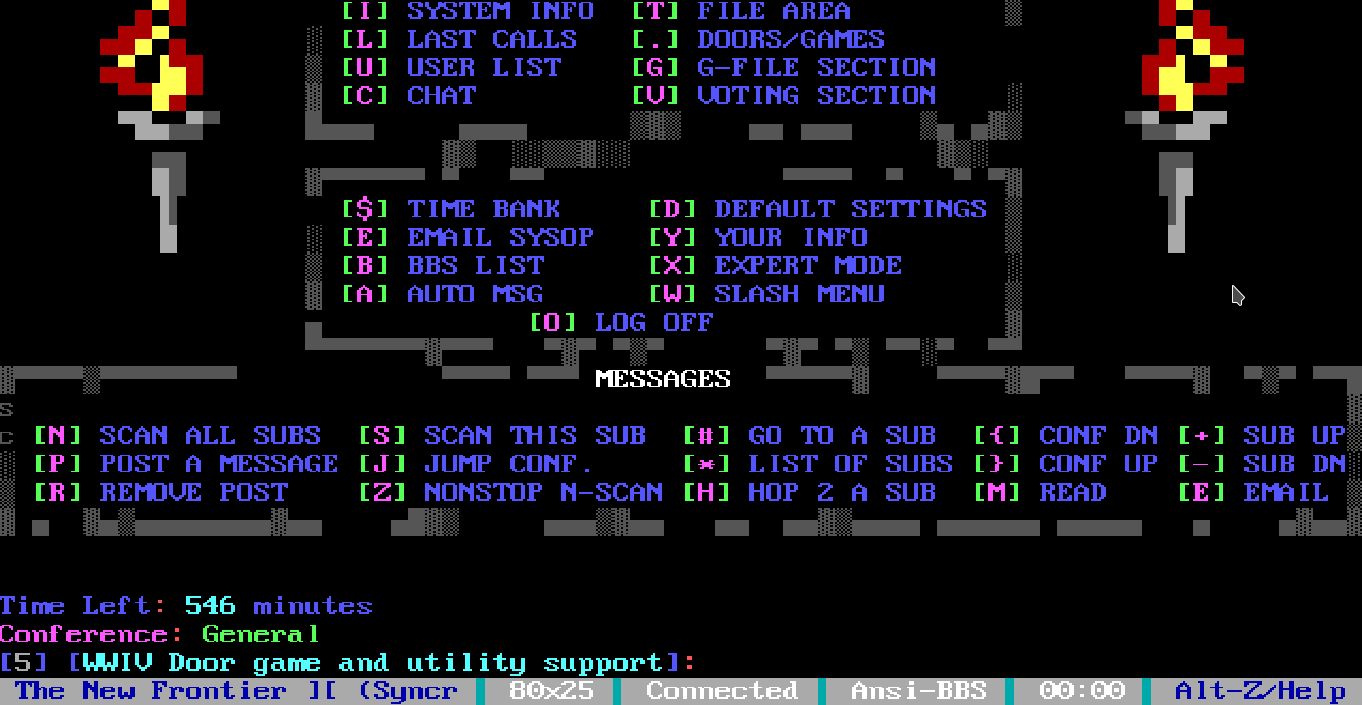 [I] SYSTEM INFO [T] FILE AREA
[L] LAST CALLS [.] DOORS/GAMES
[U] USER LIST [G] G-FILE SECTION
[C] CHAT [V] VOTING SECTION
[$] TIME BANK [D] DEFAULT SETTINGS
[E] EMAIL SYSOP [Y] YOUR INFO
[B] BBS LIST [X] EXPERT MODE
[A] AUTO MSG [W] SLASH MENU
[O] LOG OFF
MESSAGES
S
C [N] SCAN ALL SUBS [S] SCAN THIS SUB [#] GO TO A SUB [{] CONF DN [+] SUB UP
[P] POST A MESSAGE [J] JUMP CONF. [*] LIST OF SUBS [}] CONF UP [-] SUB DN
[R] REMOVE POST [Z] NONSTOP N-SCAN [H] HOP 2 A SUB [M] READ [E] EMAIL
Time Left: 546 minutes
Conference: General
[5] [WWIV Door game and utility support]:
The New Frontier ][ (Syncr 80x25 Connected Ansi-BBS 00:00 Alt-Z/Help